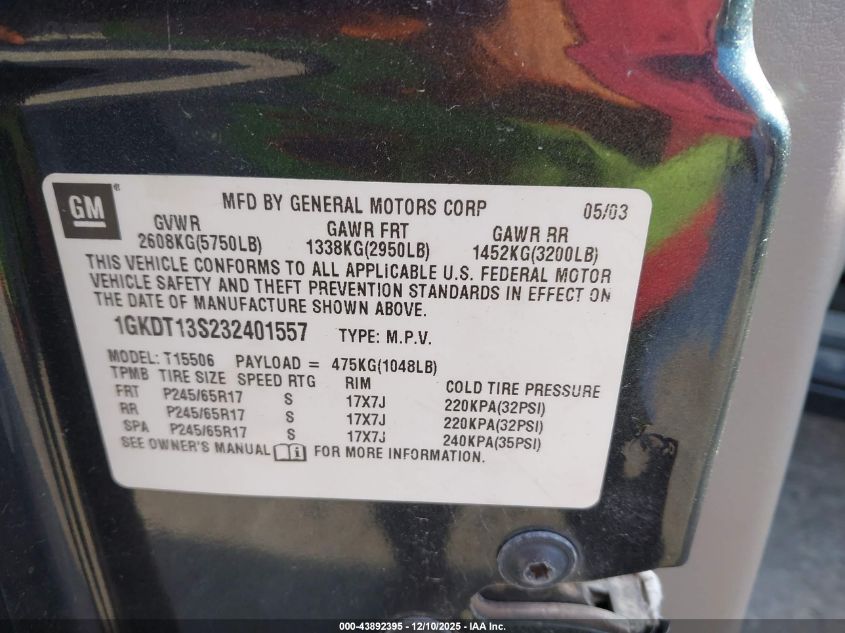 GM®
MFD BY GENERAL MOTORS CORP 05/03
GVWR GAWR FRT GAWR RR
2608KG(5750LB) 1338KG(2950LB) 1452KG(3200LB)
THIS VEHICLE CONFORMS TO ALL APPLICABLE U.S. FEDERAL MOTOR
VEHICLE SAFETY AND THEFT PREVENTION STANDARDS IN EFFECT ON
THE DATE OF MANUFACTURE SHOWN ABOVE.
1GKDT13S232401557 TYPE: M.P.V.
MODEL: T15506 PAYLOAD = 475KG(1048LB)
TPMB TIRE SIZE SPEED RTG RIM COLD TIRE PRESSURE
FRT P245/65R17 S 17X7J 220KPA(32PSI)
RR P245/65R17 S 17X7J 220KPA(32PSI)
SPA P245/65R17 S 17X7J 240KPA(35PSI)
SEE OWNER'S MANUAL FOR MORE INFORMATION.
000-43892395 - 12/10/2025 - IAA Inc.